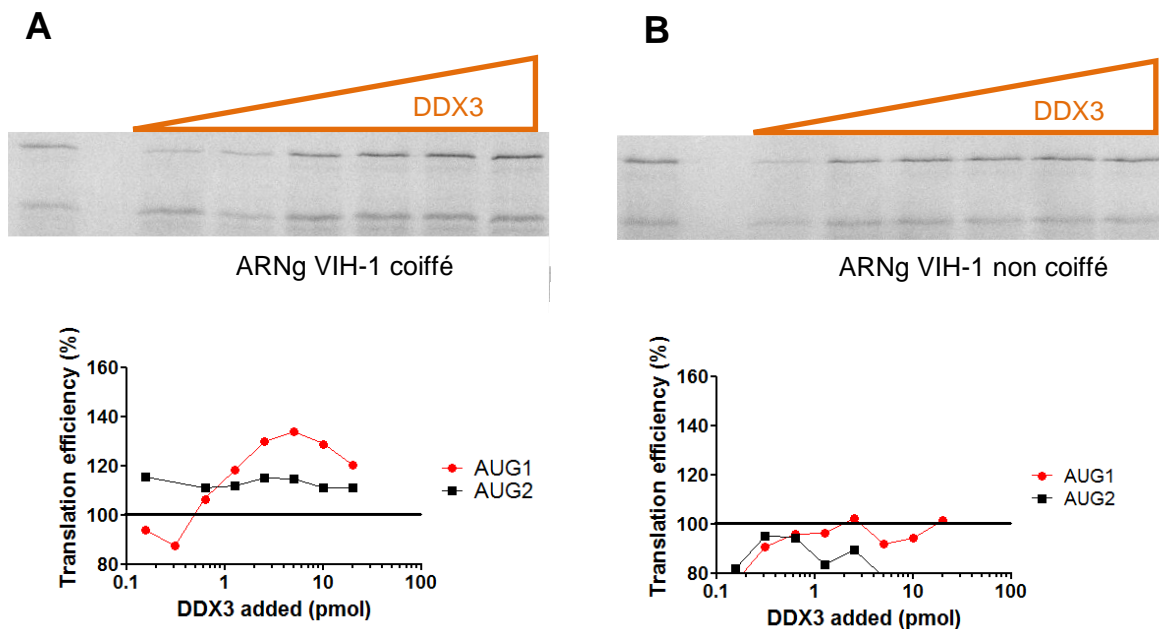 A
B
DDX3
DDX3
ARNg VIH-1 coiffé
ARNg VIH-1 non coiffé
Translation efficiency (%)
160
140
120
100
80
0.1
1
10
100
DDX3 added (pmol)
AUG1
AUG2
Translation efficiency (%)
160
140
120
100
80
0.1
1
10
100
DDX3 added (pmol)
AUG1
AUG2